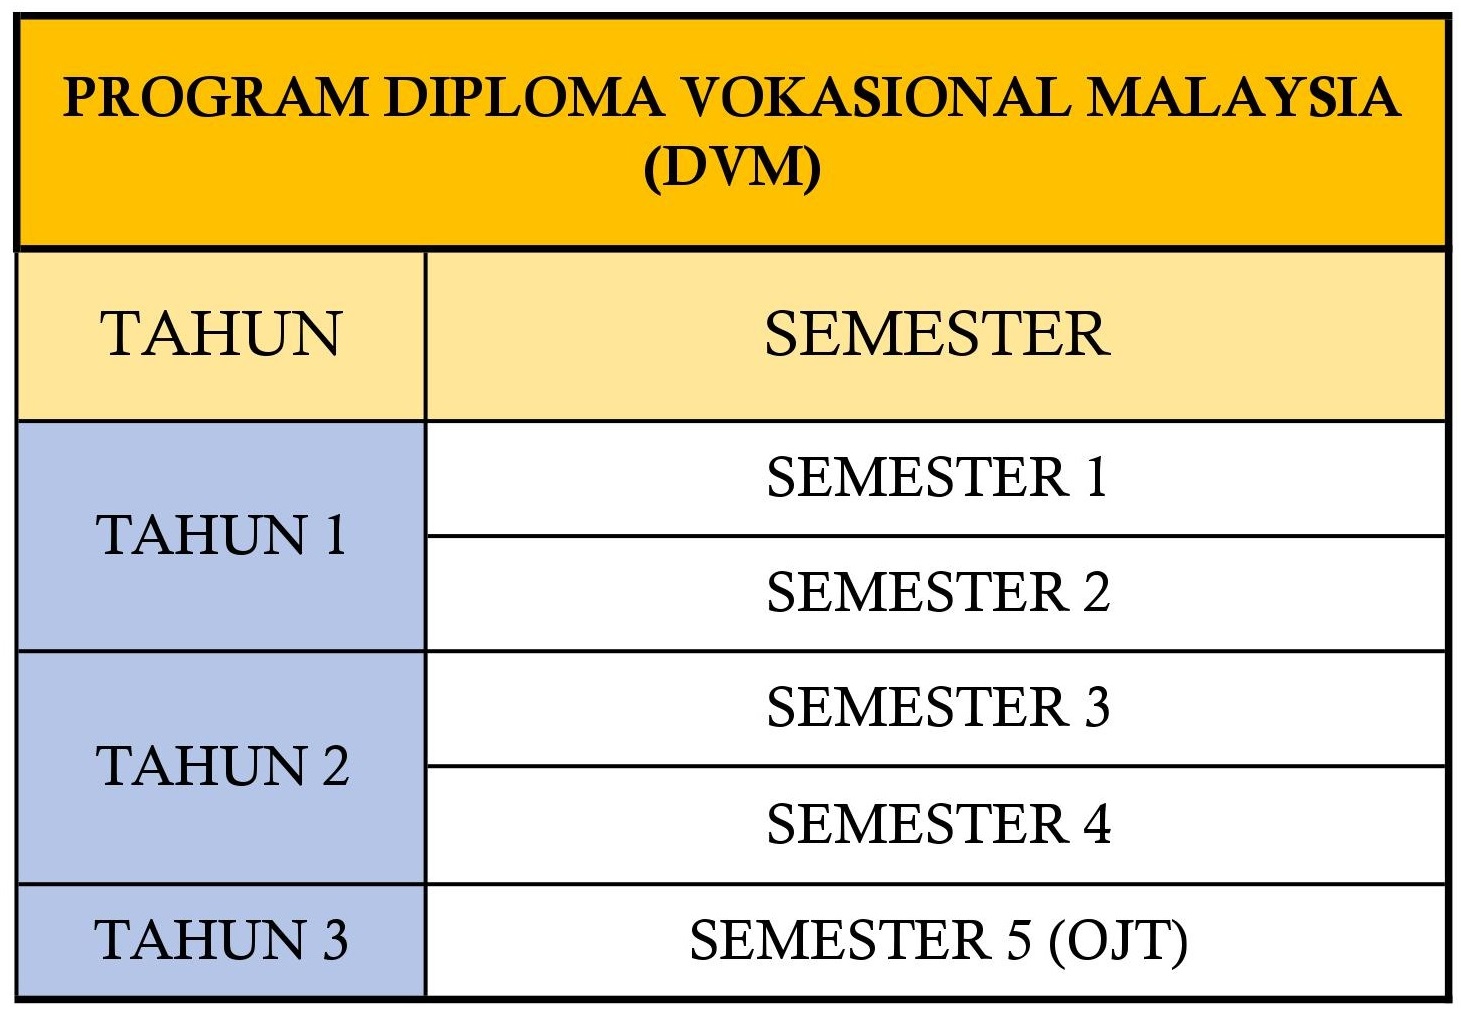 PROGRAM DIPLOMA VOKASIONAL MALAYSIA
(DVM)
TAHUN
SEMESTER
TAHUN 1
SEMESTER 1
SEMESTER 2
TAHUN 2
SEMESTER 3
SEMESTER 4
TAHUN 3
SEMESTER 5 (OJT)